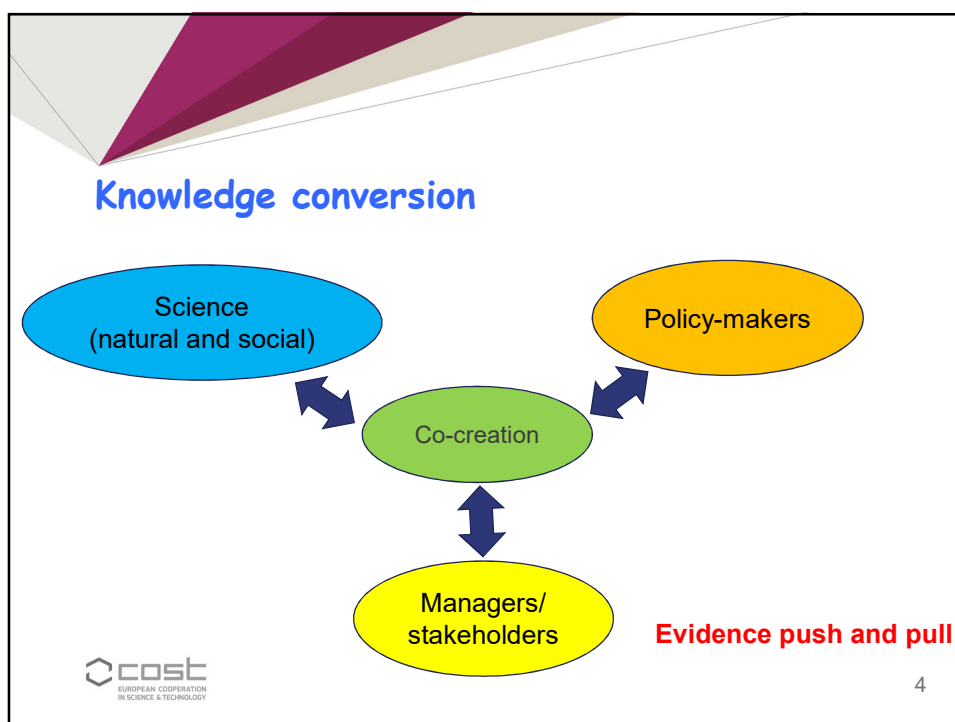 Knowledge conversion
Science
(natural and social)
Policy-makers
Co-creation
Managers/
stakeholders
Evidence push and pull
cost
EUROPEAN COOPERATION
IN SCIENCE & TECHNOLOGY
4